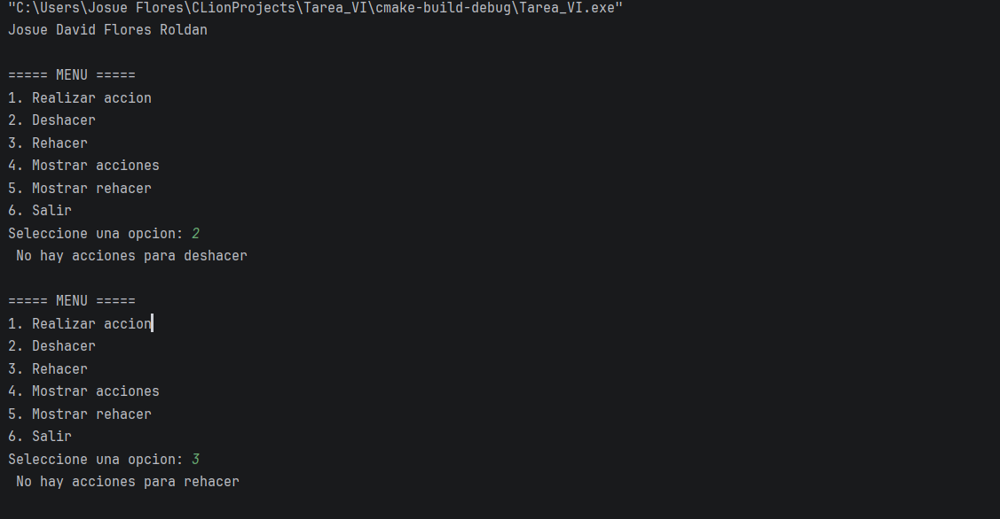 "C:\Users\Josue Flores\CLionProjects\Tarea_VI\cmake-build-debug\Tarea_VI.exe"
Josue David Flores Roldan
===== MENU =====
1. Realizar accion
2. Deshacer
3. Rehacer
4. Mostrar acciones
5. Mostrar rehacer
6. Salir
Seleccione una opcion: 2
No hay acciones para deshacer
===== MENU =====
1. Realizar accion
2. Deshacer
3. Rehacer
4. Mostrar acciones
5. Mostrar rehacer
6. Salir
Seleccione una opcion: 3
No hay acciones para rehacer